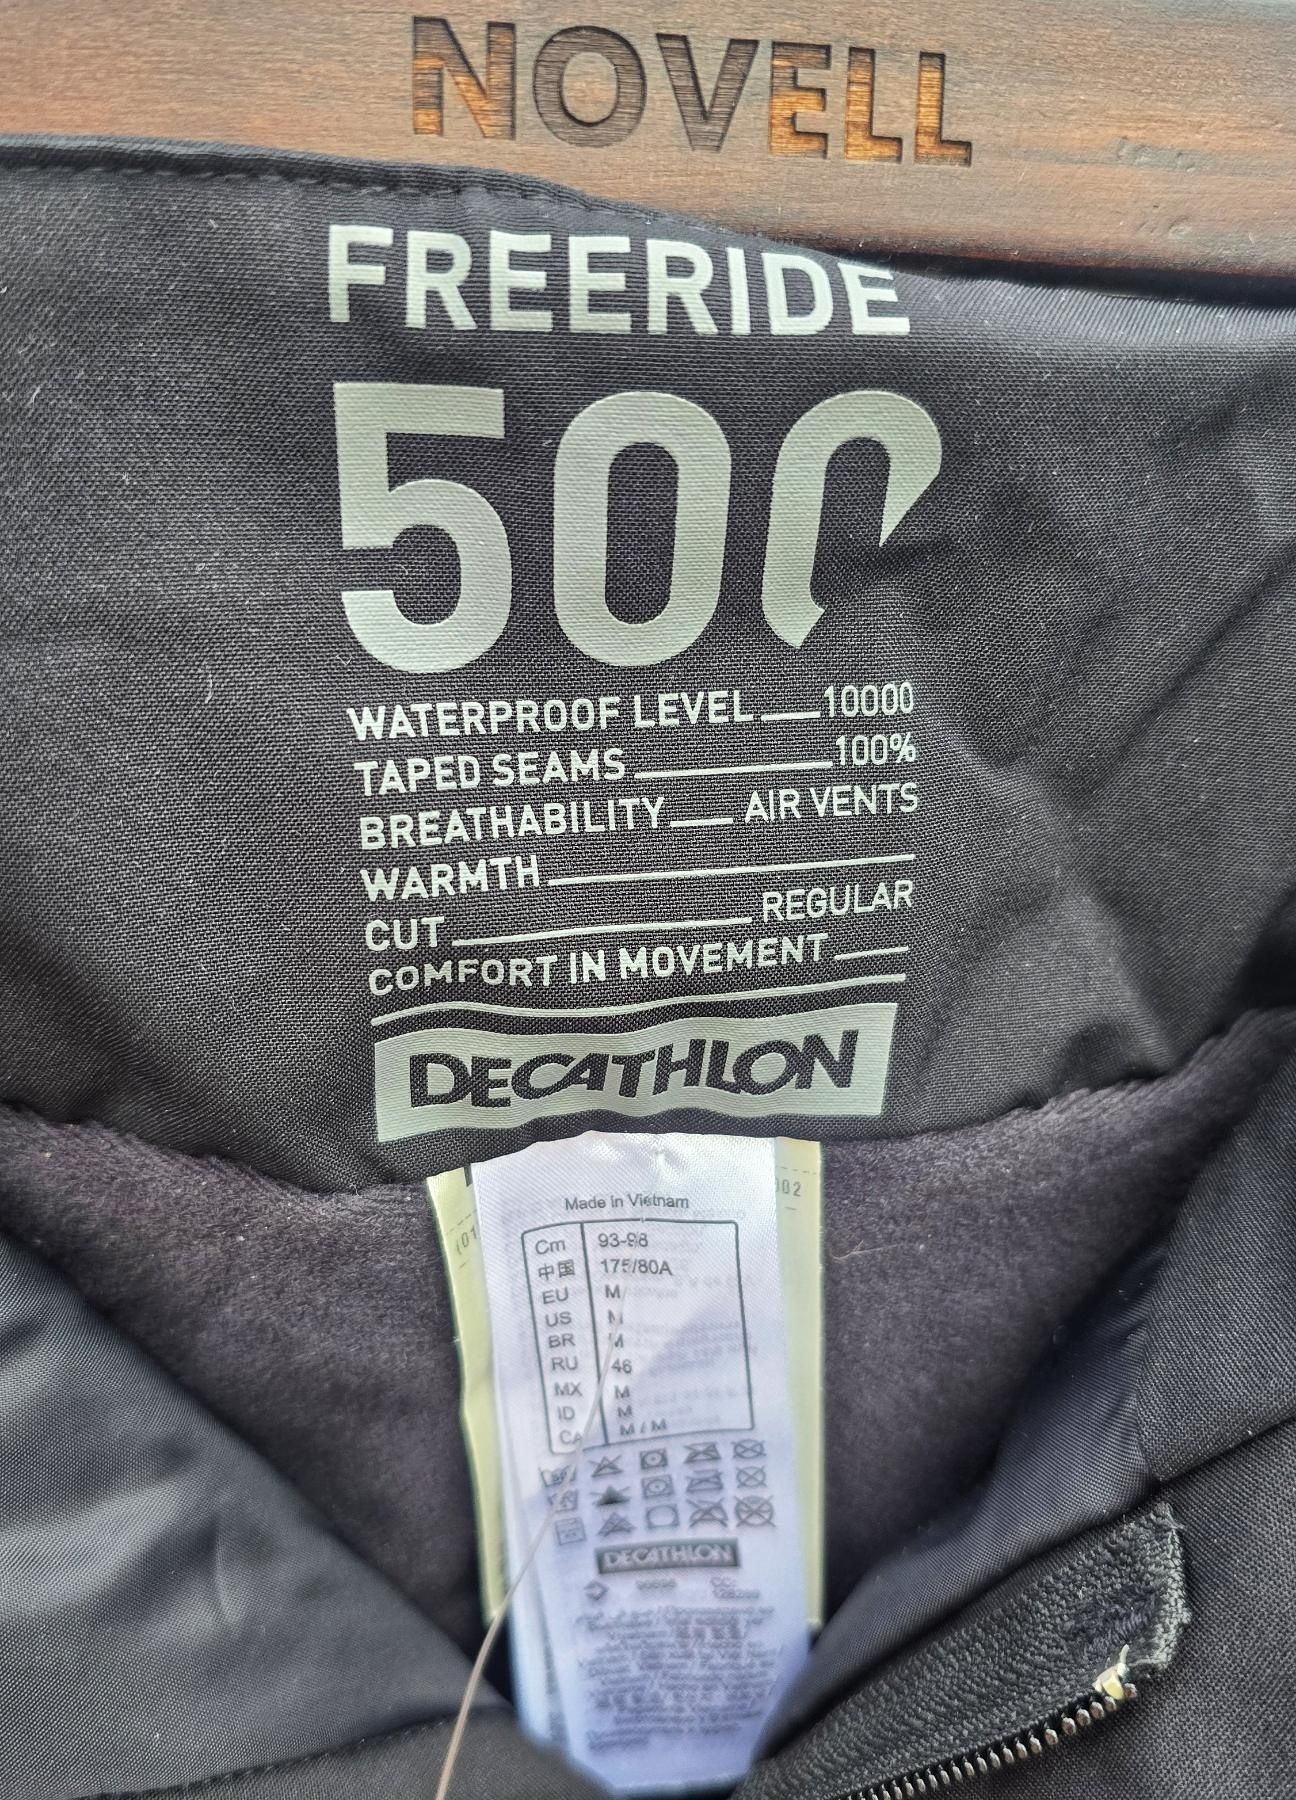 NOVELL
FREERIDE
500
WATERPROOF LEVEL 10000
TAPED SEAMS 100%
BREATHABILITY AIR VENTS
WARMTH
CUT REGULAR
COMFORT IN MOVEMENT
DECATHLON
Made in Vietnam
Cm 93-98
中国 175/80A
EU M
US M
BR M
RU 46
MX M
ID M
CA M / M
DECATHLON